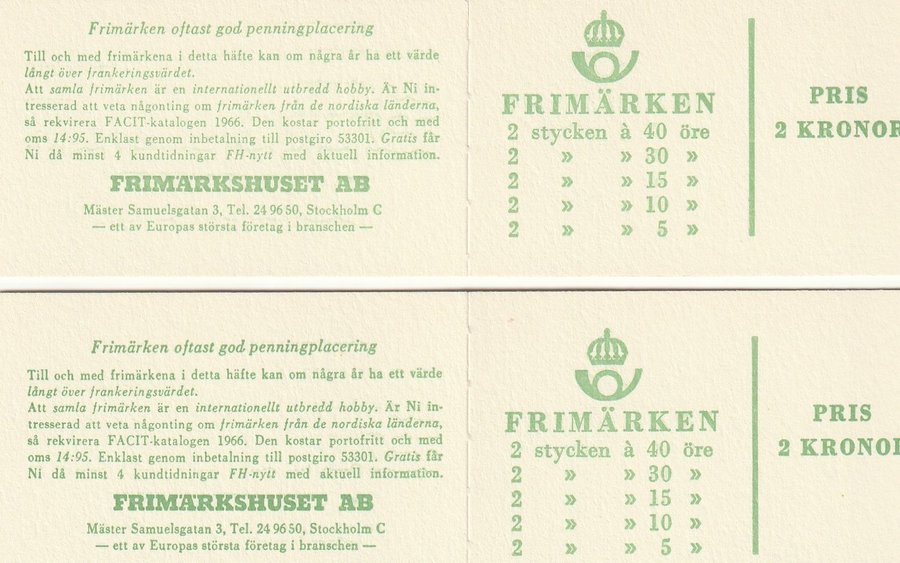 Frimärken oftast god penningplacering
Till och med frimärkena i detta häfte kan om några år ha ett värde
långt över frankeringsvärdet.
Att samla frimärken är en internationellt utbredd hobby. Är Ni in-
tresserad att veta någonting om frimärken från de nordiska länderna,
så rekvirera FACIT-katalogen 1966. Den kostar portofritt och med
oms 14:95. Enklast genom inbetalning till postgiro 53301. Gratis får
Ni då minst 4 kundtidningar FH-nytt med aktuell information.
FRIMÄRKSHUSET AB
Mäster Samuelsgatan 3, Tel. 24 96 50, Stockholm C
— ett av Europas största företag i branschen —
FRIMÄRKEN
2 stycken à 40 öre
2 » » 30 »
2 » » 15 »
2 » » 10 »
2 » » 5 »
PRIS
2 KRONOR
Frimärken oftast god penningplacering
Till och med frimärkena i detta häfte kan om några år ha ett värde
långt över frankeringsvärdet.
Att samla frimärken är en internationellt utbredd hobby. Är Ni in-
tresserad att veta någonting om frimärken från de nordiska länderna,
så rekvirera FACIT-katalogen 1966. Den kostar portofritt och med
oms 14:95. Enklast genom inbetalning till postgiro 53301. Gratis får
Ni då minst 4 kundtidningar FH-nytt med aktuell information.
FRIMÄRKSHUSET AB
Mäster Samuelsgatan 3, Tel. 24 96 50, Stockholm C
— ett av Europas största företag i branschen —
FRIMÄRKEN
2 stycken à 40 öre
2 » » 30 »
2 » » 15 »
2 » » 10 »
2 » » 5 »
PRIS
2 KRONOR